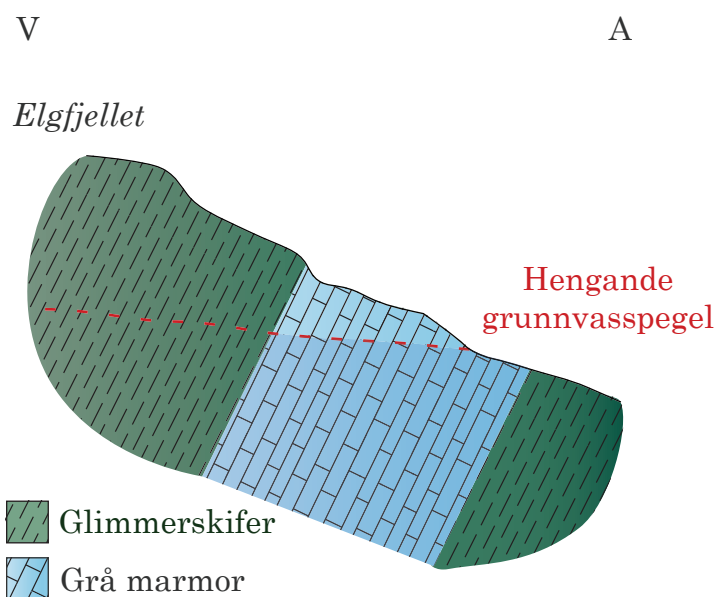 V
A
Elgfjellet
Hengande
grunnvasspegel
Glimmerskifer
Grå marmor